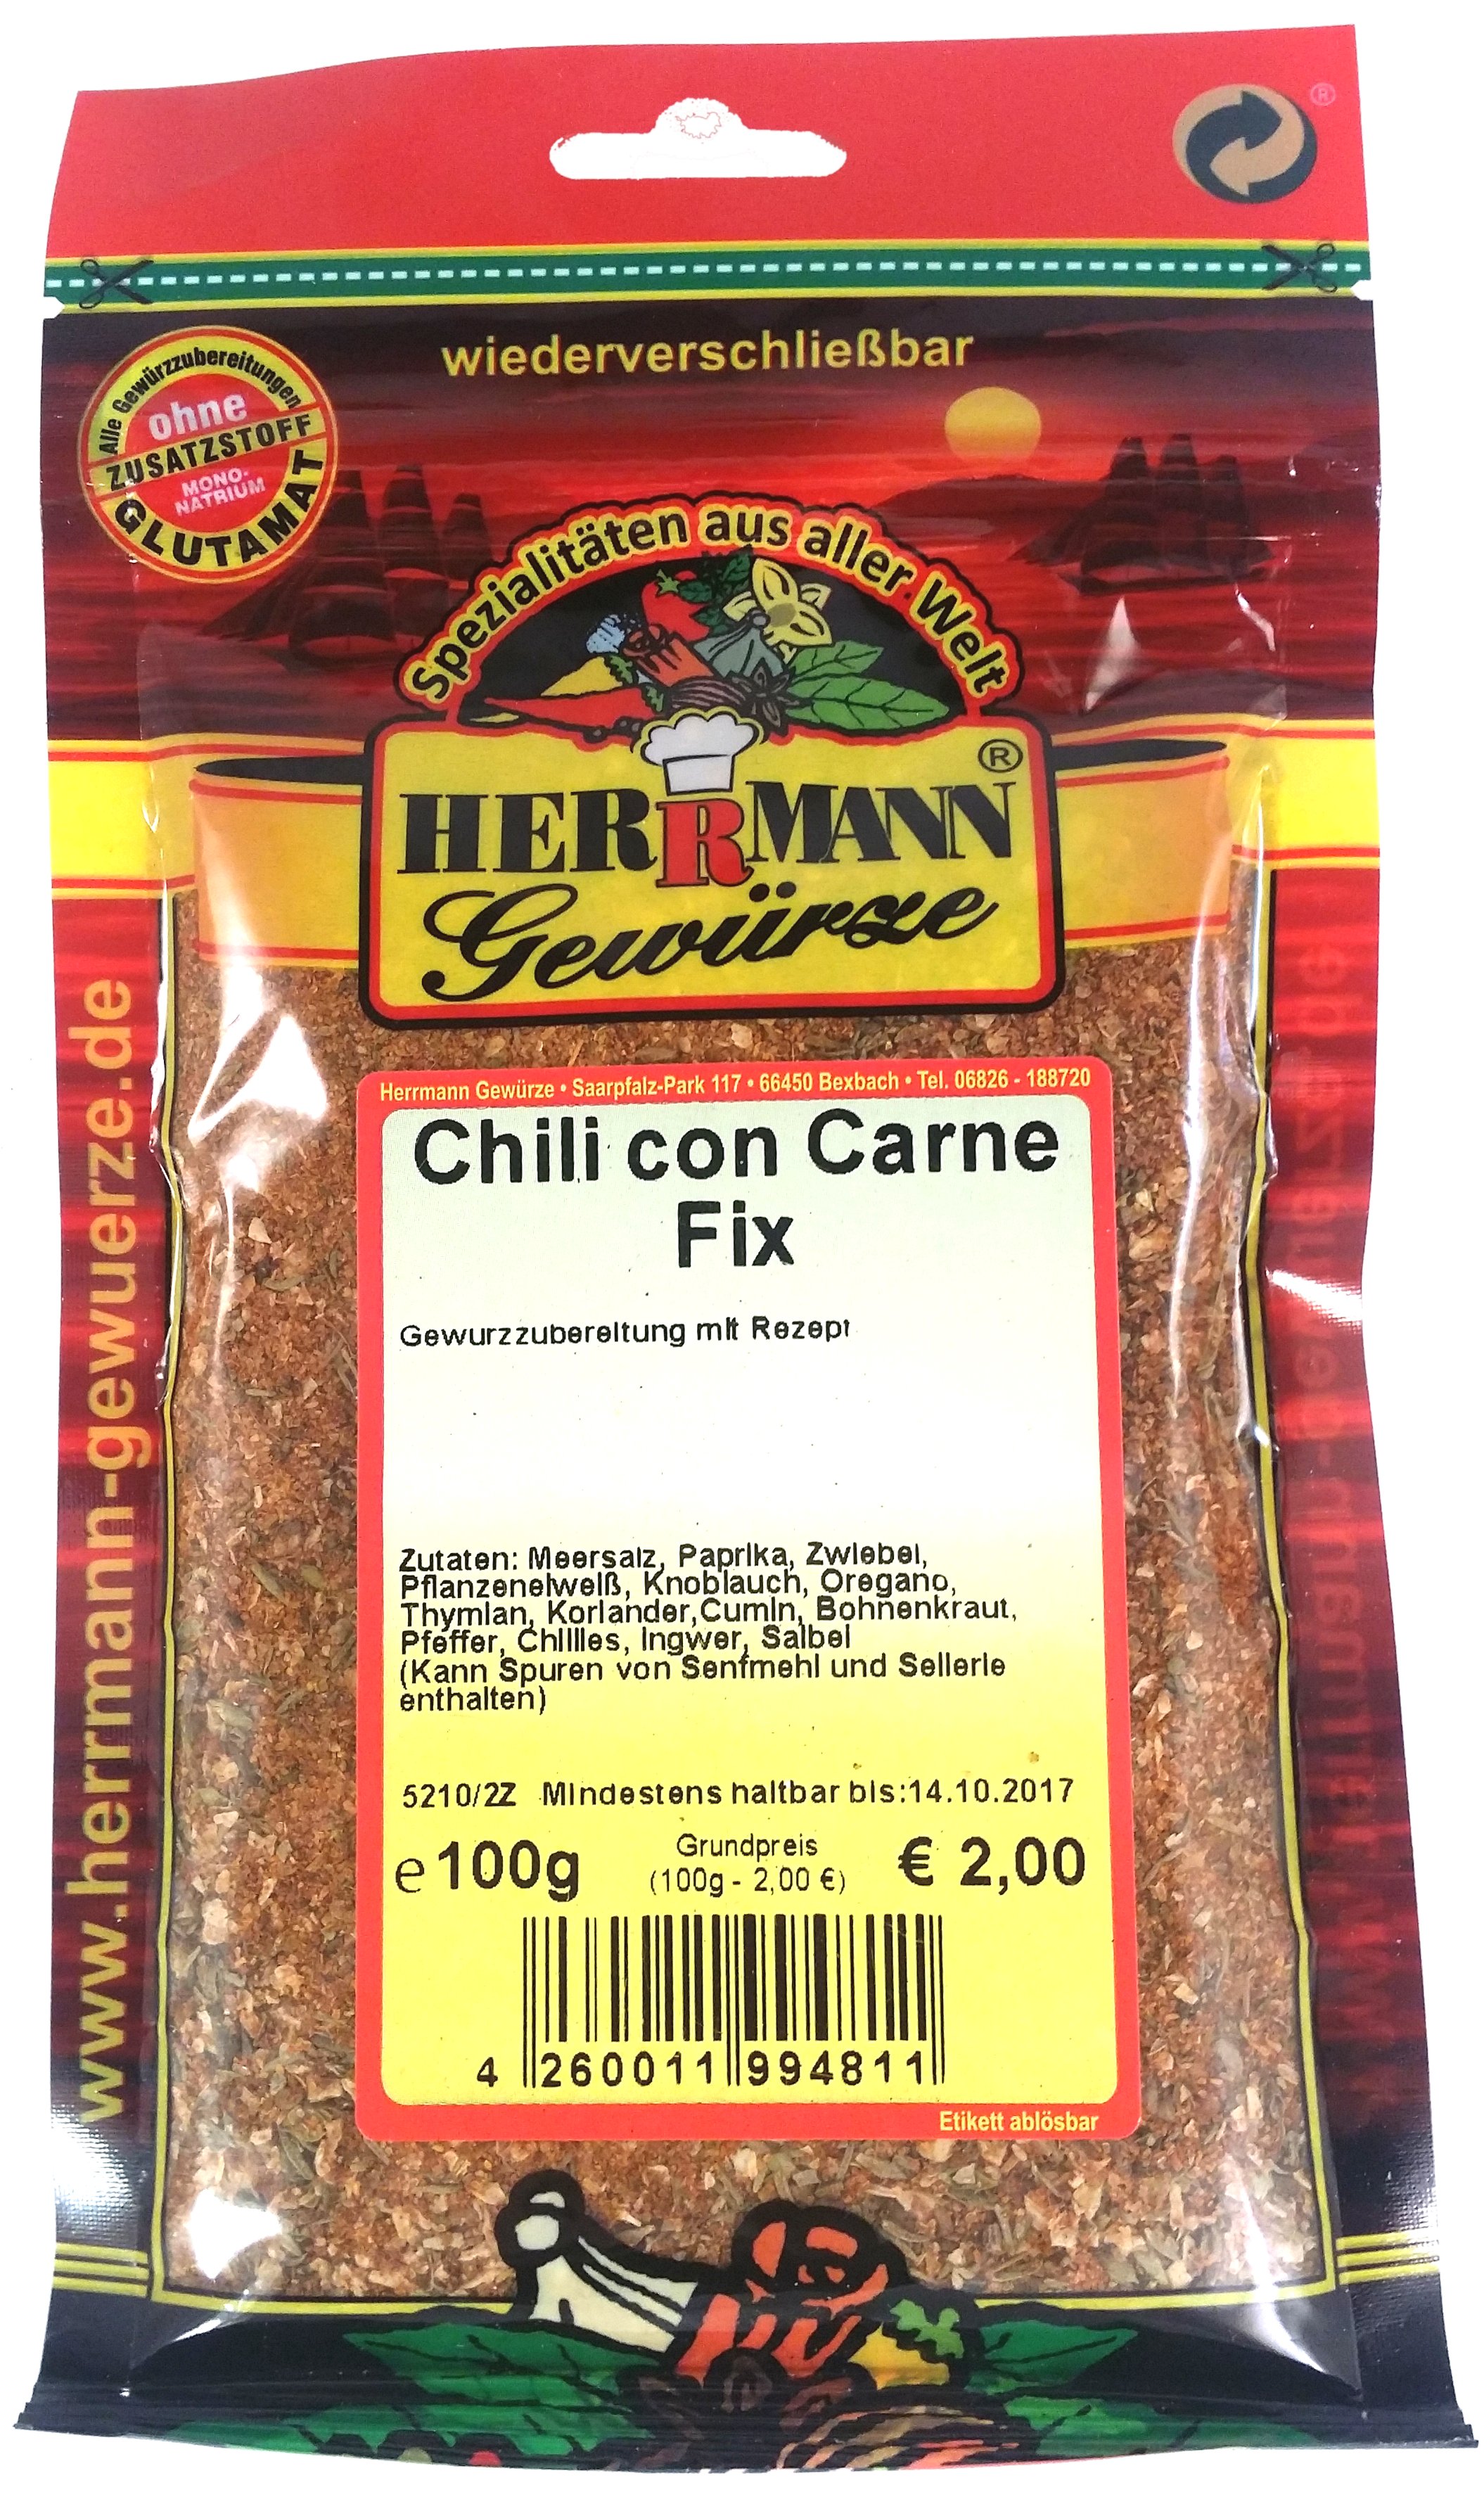 ®
wiederverschließbar
Alle Gewürzzubereitungen
ohne
ZUSATZSTOFF
MONO-
NATRIUM
GLUTAMAT
Spezialitäten aus aller Welt
HERRMANN ®
Gewürze
www.herrmann-gewuerze.de
Herrmann Gewürze • Saarpfalz-Park 117 • 66450 Bexbach • Tel. 06826 - 188720
Chili con Carne
Fix
Gewurzzubereitung mit Rezept
Zutaten: Meersalz, Paprika, Zwiebel,
Pflanzeneiweiß, Knoblauch, Oregano,
Thymian, Koriander,Cumin, Bohnenkraut,
Pfeffer, Chillies, Ingwer, Salbei
(Kann Spuren von Senfmehl und Sellerie
enthalten)
5210/2Z Mindestens haltbar bis:14.10.2017
e 100g Grundpreis € 2,00
(100g - 2,00 €)
4 260011 994811
Etikett ablösbar